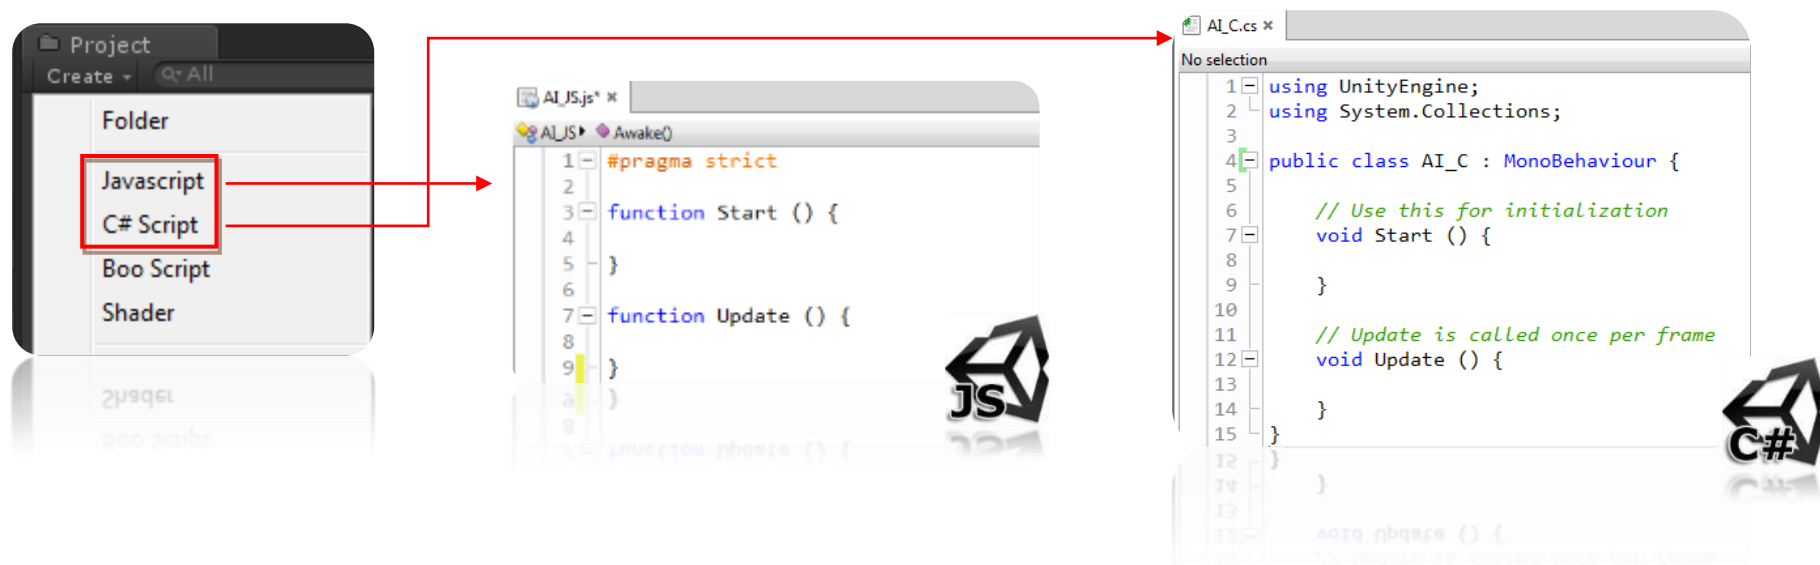 Project
Create
All
Folder
Javascript
C# Script
Boo Script
Shader
AI_JS.js*
AI_JS
Awake()
1 #pragma strict
2
3 function Start () {
4
5 }
6
7 function Update () {
8
9 }
JS
AI_C.cs
No selection
1 using UnityEngine;
2 using System.Collections;
3
4 public class AI_C : MonoBehaviour {
5
6 // Use this for initialization
7 void Start () {
8
9 }
10
11 // Update is called once per frame
12 void Update () {
13
14 }
15 }
C#